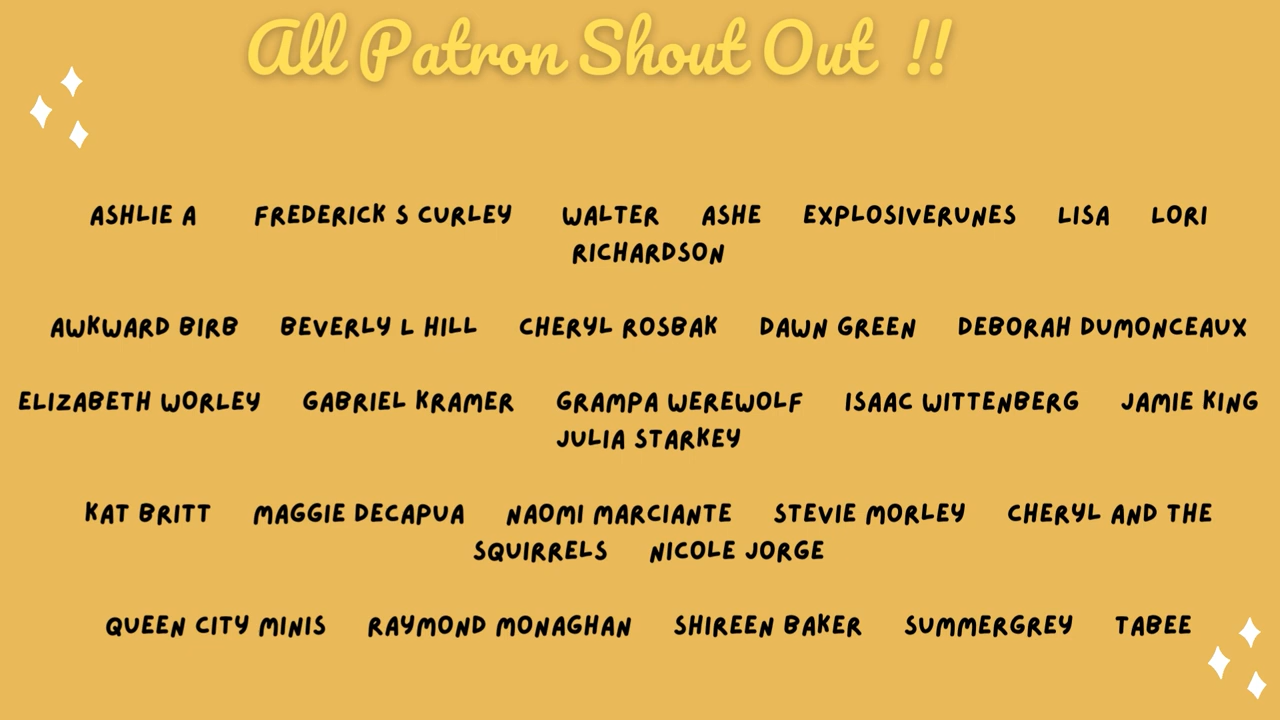 All Patron Shout Out !!
ASHLIE A FREDERICK S CURLEY WALTER ASHE EXPLOSIVERUNES LISA LORI
RICHARDSON
AWKWARD BIRB BEVERLY L HILL CHERYL ROSBAK DAWN GREEN DEBORAH DUMONCEAUX
ELIZABETH WORLEY GABRIEL KRAMER GRAMPA WEREWOLF ISAAC WITTENBERG JAMIE KING
JULIA STARKEY
KAT BRITT MAGGIE DECAPUA NAOMI MARCIANTE STEVIE MORLEY CHERYL AND THE
SQUIRRELS NICOLE JORGE
QUEEN CITY MINIS RAYMOND MONAGHAN SHIREEN BAKER SUMMERGREY TABEE